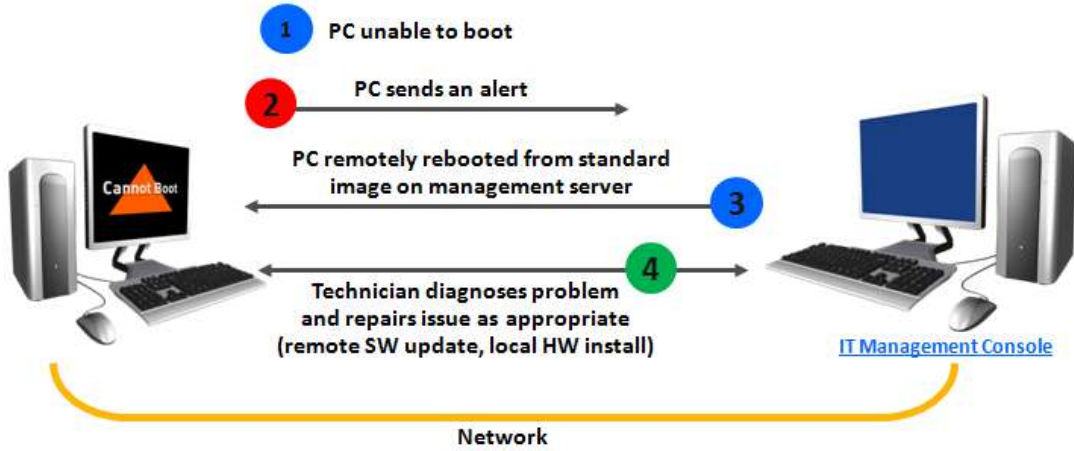 1 PC unable to boot
2 PC sends an alert
PC remotely rebooted from standard
image on management server
3
Cannot Boot
4
Technician diagnoses problem
and repairs issue as appropriate
(remote SW update, local HW install)
IT Management Console
Network